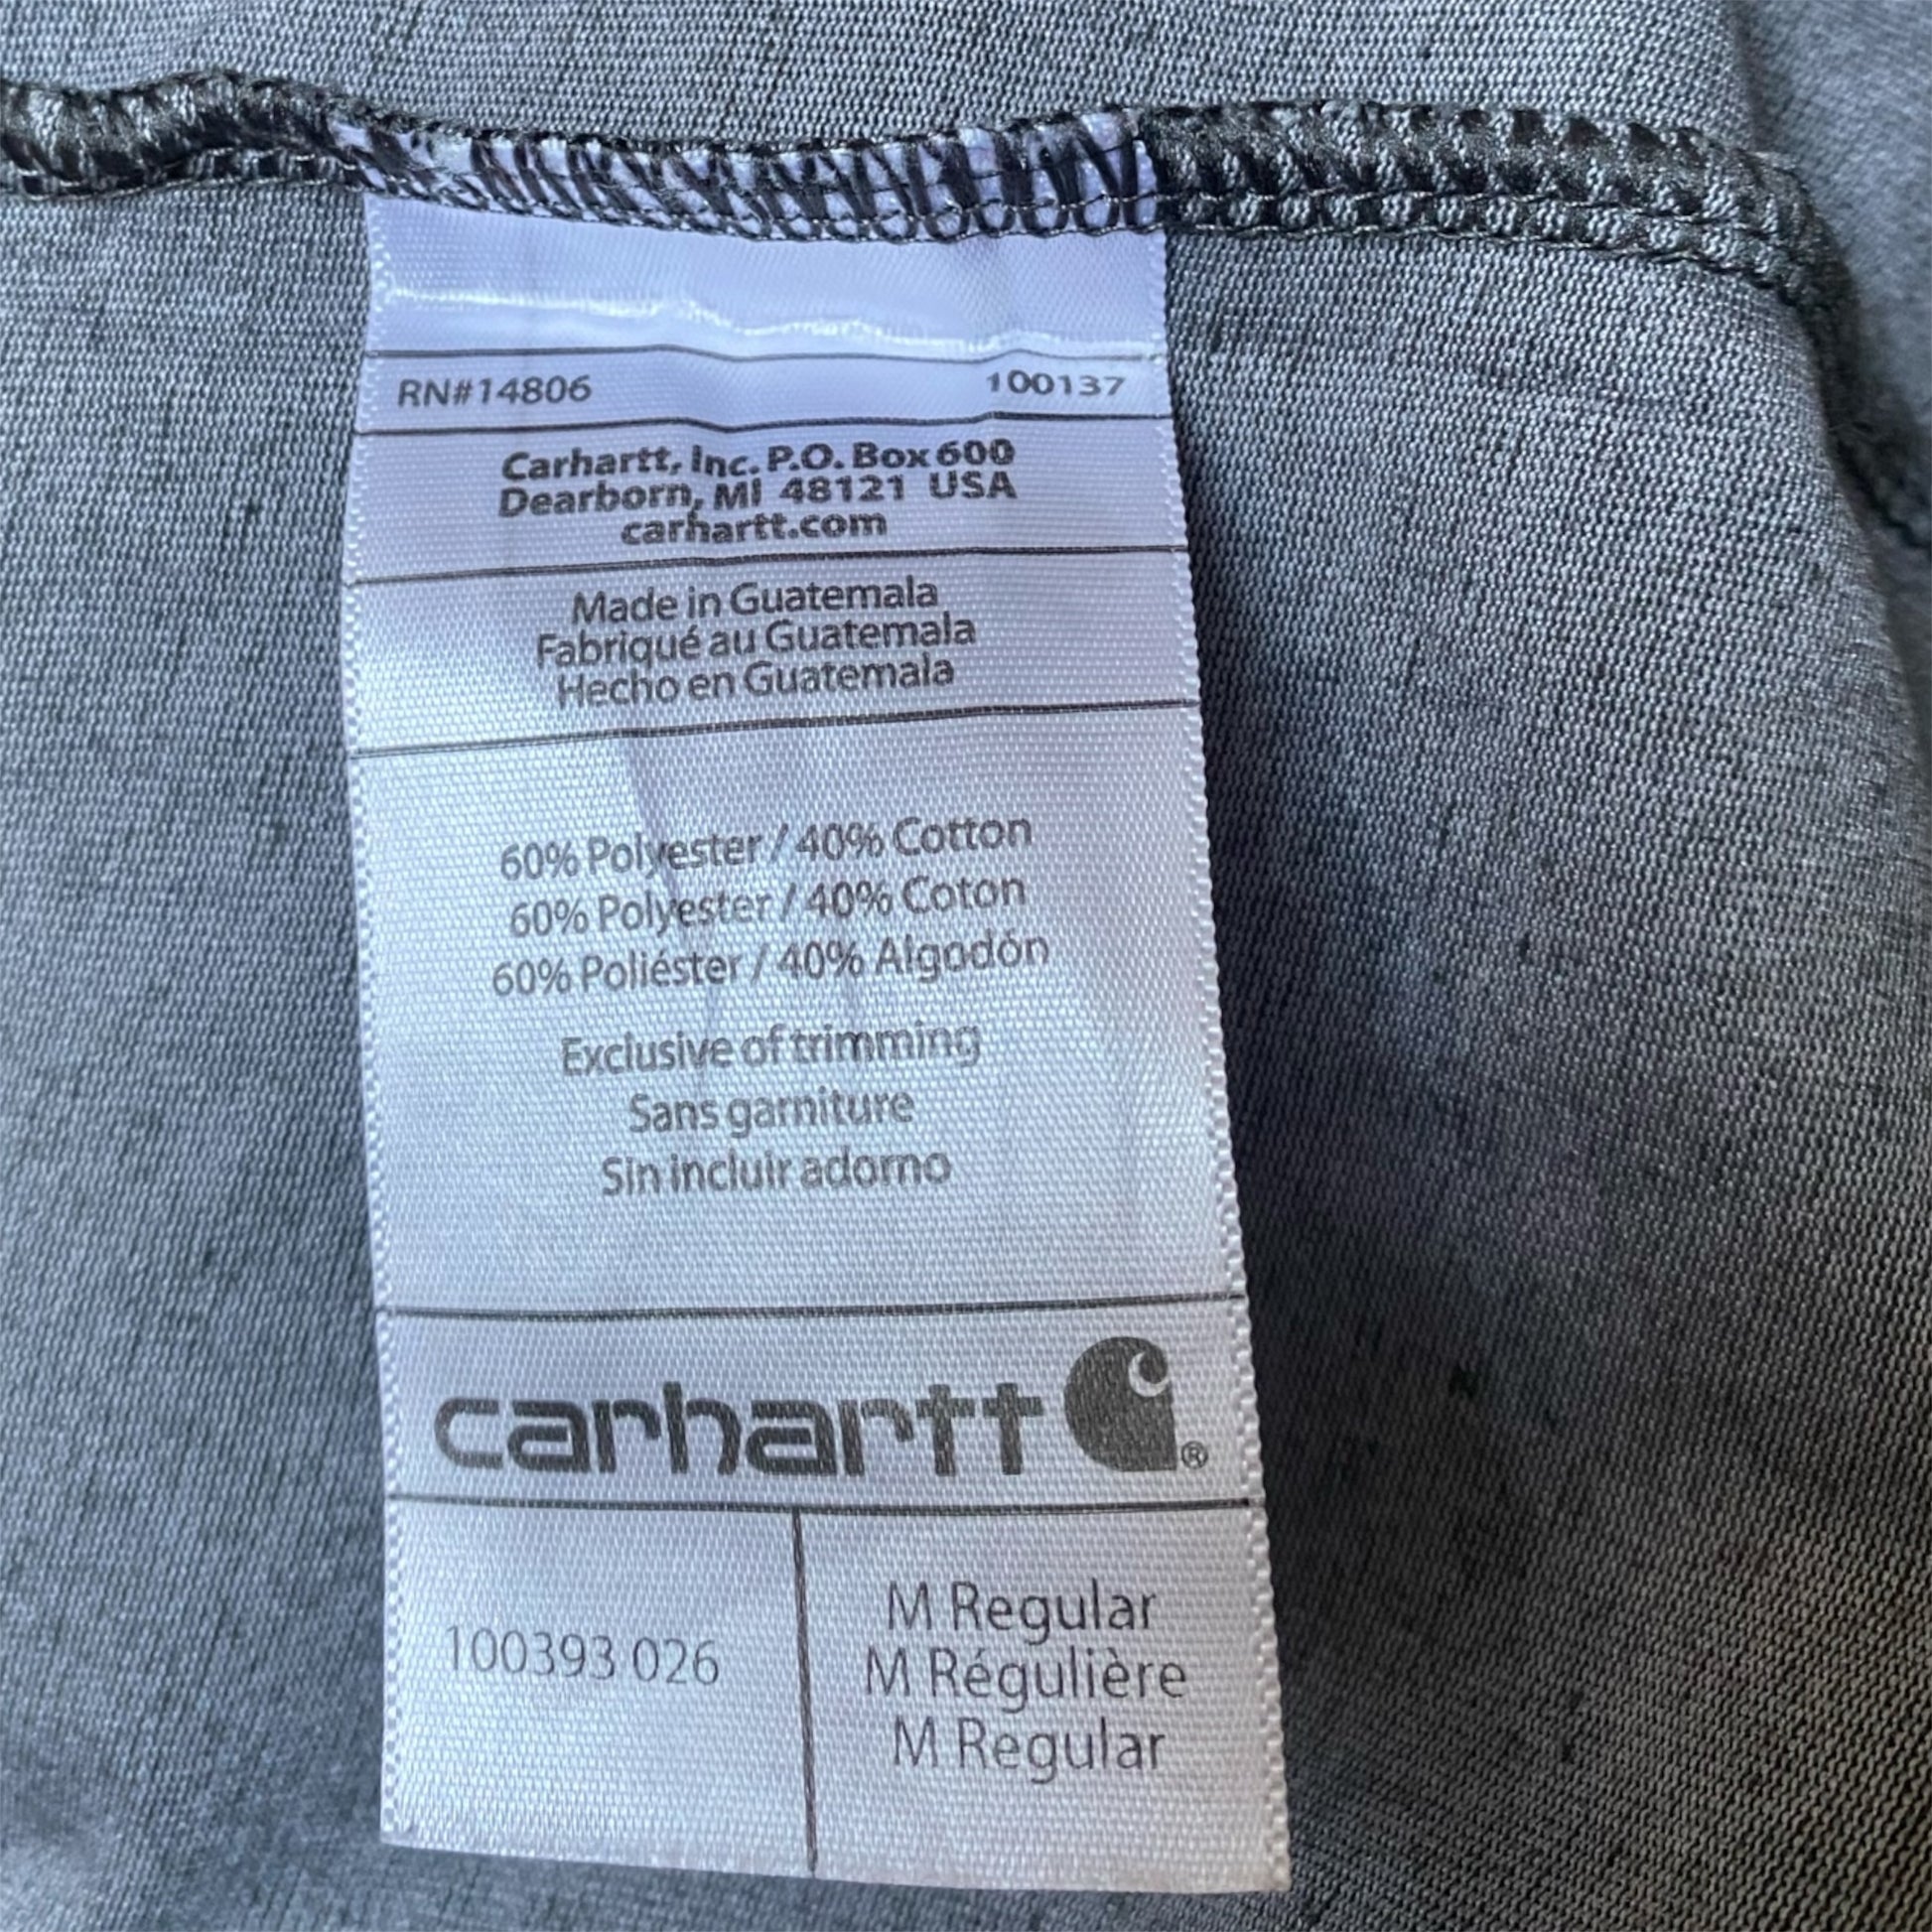 RN#14806 100137
Carhartt, Inc. P.O. Box 600
Dearborn, MI 48121 USA
carhartt.com
Made in Guatemala
Fabriqué au Guatemala
Hecho en Guatemala
60% Polyester / 40% Cotton
60% Polyester / 40% Coton
60% Poliéster / 40% Algodón
Exclusive of trimming
Sans garniture
Sin incluir adorno
carhartt ®
100393 026
M Regular
M Régulière
M Regular